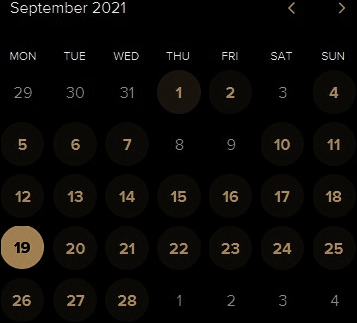 September 2021
MON TUE WED THU FRI SAT SUN
29 30 31 1 2 3 4
5 6 7 8 9 10 11
12 13 14 15 16 17 18
19 20 21 22 23 24 25
26 27 28 1 2 3 4